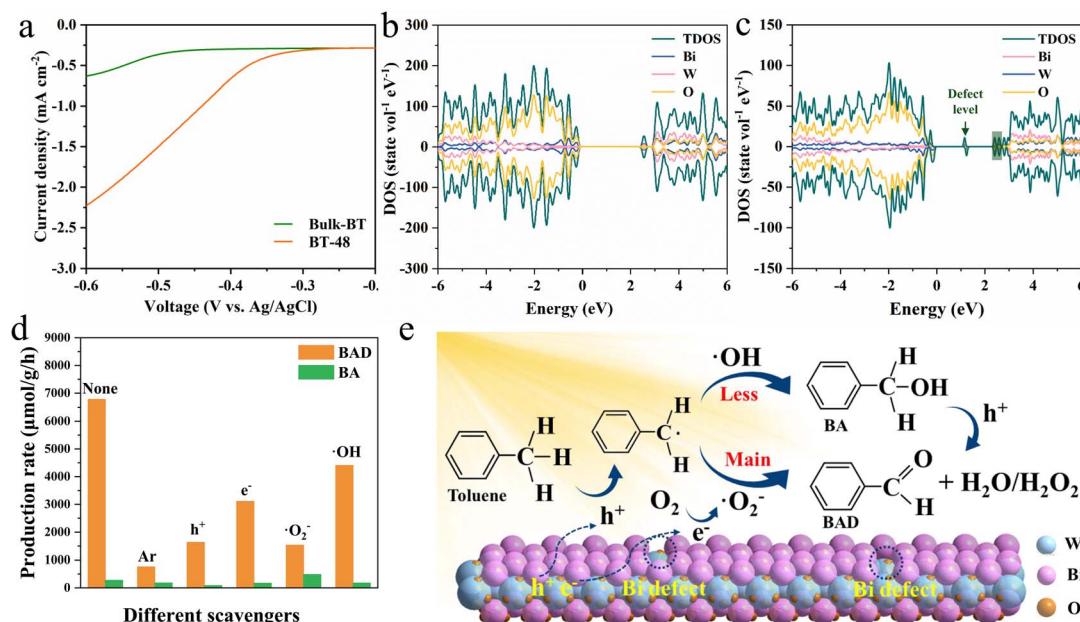 a
0.0
-0.5
-1.0
-1.5
-2.0
-2.5
-3.0
Current density (mA cm⁻²)
Bulk-BT
BT-48
-0.6
-0.5
-0.4
-0.3
-0.
Voltage (V vs. Ag/AgCl)
b
300
200
100
0
-100
-200
-300
DOS (state vol⁻¹ eV⁻¹)
TDOS
Bi
W
O
-6
-4
-2
0
2
4
6
Energy (eV)
c
150
100
50
0
-50
-100
-150
DOS (state vol⁻¹ eV⁻¹)
TDOS
Bi
W
O
Defect
level
-6
-4
-2
0
2
4
6
Energy (eV)
d
9000
8000
7000
6000
5000
4000
3000
2000
1000
0
Production rate (μmol/g/h)
BAD
BA
None
Ar
h⁺
e⁻
·O₂⁻
·OH
Different scavengers
e
·OH
Less
H
C
OH
H
BA
h⁺
H
C
H
H
Toluene
H
C·
H
Main
O
C
H
BAD
+ H₂O/H₂O₂
h⁺
O₂
·O₂⁻
e⁻
h⁺ e⁻
Bi defect
Bi defect
W
Bi
O